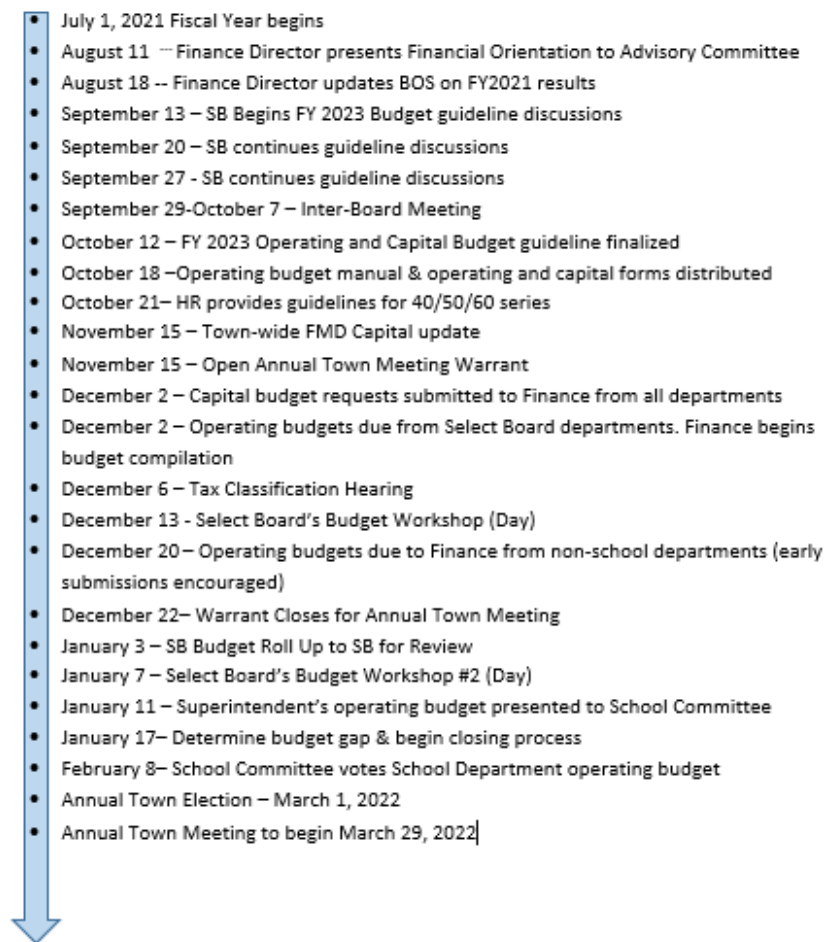 • July 1, 2021 Fiscal Year begins
• August 11 -- Finance Director presents Financial Orientation to Advisory Committee
• August 18 -- Finance Director updates BOS on FY2021 results
• September 13 – SB Begins FY 2023 Budget guideline discussions
• September 20 – SB continues guideline discussions
• September 27 - SB continues guideline discussions
• September 29-October 7 – Inter-Board Meeting
• October 12 – FY 2023 Operating and Capital Budget guideline finalized
• October 18 –Operating budget manual & operating and capital forms distributed
• October 21– HR provides guidelines for 40/50/60 series
• November 15 – Town-wide FMD Capital update
• November 15 – Open Annual Town Meeting Warrant
• December 2 – Capital budget requests submitted to Finance from all departments
• December 2 – Operating budgets due from Select Board departments. Finance begins
budget compilation
• December 6 – Tax Classification Hearing
• December 13 - Select Board's Budget Workshop (Day)
• December 20 – Operating budgets due to Finance from non-school departments (early
submissions encouraged)
• December 22– Warrant Closes for Annual Town Meeting
• January 3 – SB Budget Roll Up to SB for Review
• January 7 – Select Board's Budget Workshop #2 (Day)
• January 11 – Superintendent's operating budget presented to School Committee
• January 17– Determine budget gap & begin closing process
• February 8– School Committee votes School Department operating budget
• Annual Town Election – March 1, 2022
• Annual Town Meeting to begin March 29, 2022